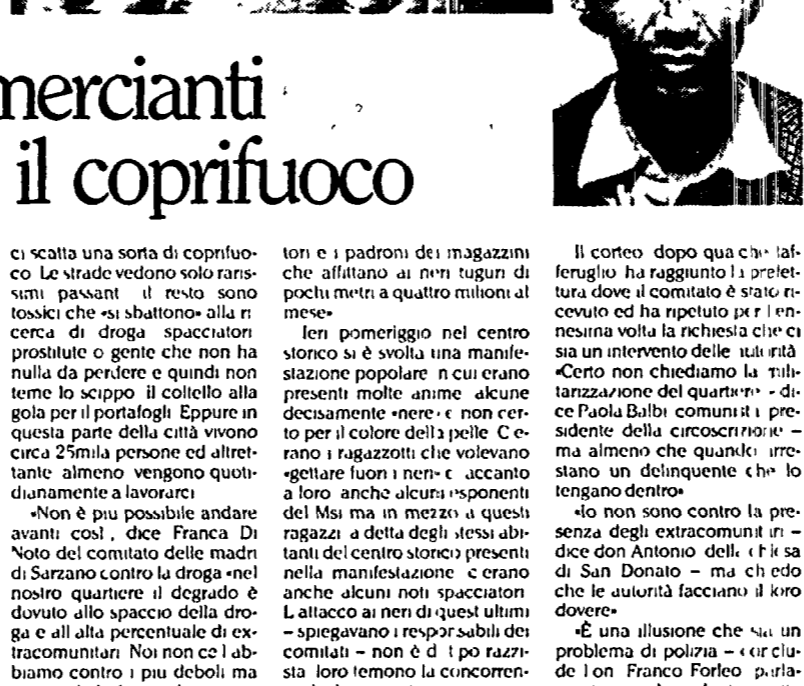 mercianti
il coprifuoco
ci scatta una sorta di coprifuo-
co Le strade vedono solo raris-
simi passant il resto sono
tossici che «si sbattono» alla ri
cerca di droga spacciatori
prostitute o gente che non ha
nulla da perdere e quindi non
teme lo scippo il coltello alla
gola per il portafogli Eppure in
questa parte della città vivono
circa 25mila persone ed altret-
tante almeno vengono quoti-
dianamente a lavorarci
«Non è piu possibile andare
avanti così , dice Franca Di
Noto del comitato delle madri
di Sarzano contro la droga «nel
nostro quartiere il degrado è
dovuto allo spaccio della dro-
ga e all alta percentuale di ex-
tracomunitari Noi non ce l ab-
biamo contro i piu deboli ma
tori e i padroni dei magazzini
che affittano ai neri tuguri di
pochi metri a quattro milioni al
mese»
Ieri pomeriggio nel centro
storico si è svolta una manife-
stazione popolare n cui erano
presenti molte anime alcune
decisamente «nere» e non cer-
to per il colore della pelle C e-
rano i ragazzotti che volevano
«gettare fuori i neri» e accanto
a loro anche alcuni esponenti
del Msi ma in mezzo a questi
ragazzi a detta degli stessi abi-
tanti del centro storico presenti
nella manifestazione c erano
anche alcuni noti spacciatori
L attacco ai neri di quest ultimi
– spiegavano i responsabili dei
comitati – non è d t po razzi-
sta loro temono la concorren-
Il corteo dopo qualche taf-
feruglio ha raggiunto la prefet-
tura dove il comitato è stato ri-
cevuto ed ha ripetuto per l en-
nesima volta la richiesta che ci
sia un intervento delle autorità
«Certo non chiediamo la mili-
tarizzazione del quartiere – di-
ce Paola Balbi comunista pre-
sidente della circoscrizione –
ma almeno che quando arre-
stano un delinquente che lo
tengano dentro»
«Io non sono contro la pre-
senza degli extracomunitari –
dice don Antonio della chiesa
di San Donato – ma chiedo
che le autorità facciano il loro
dovere»
«È una illusione che sia un
problema di polizia – conclu-
de l on Franco Forleo parla-